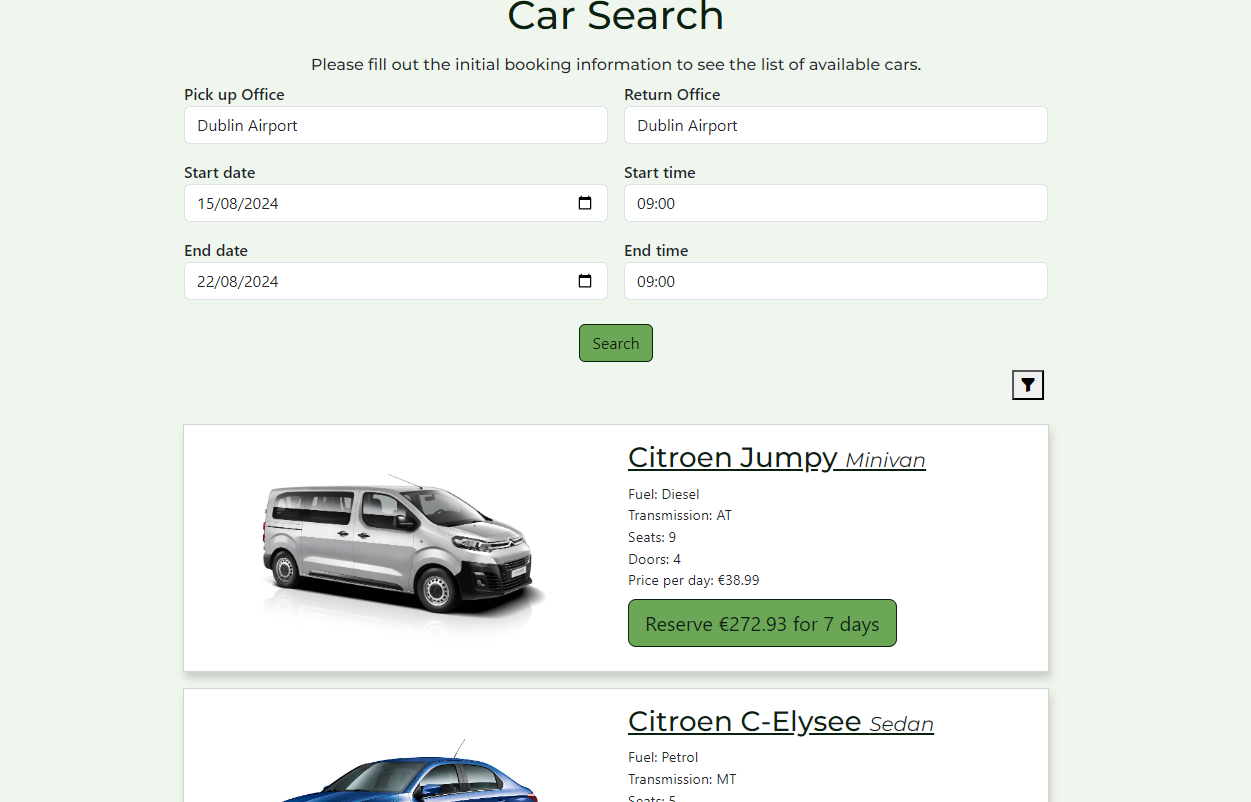 Car Search
Please fill out the initial booking information to see the list of available cars.
Pick up Office
Return Office
Dublin Airport
Dublin Airport
Start date
Start time
15/08/2024
09:00
End date
End time
22/08/2024
09:00
Search
Citroen Jumpy Minivan
Fuel: Diesel
Transmission: AT
Seats: 9
Doors: 4
Price per day: €38.99
Reserve €272.93 for 7 days
Citroen C-Elysee Sedan
Fuel: Petrol
Transmission: MT
Seats: 5